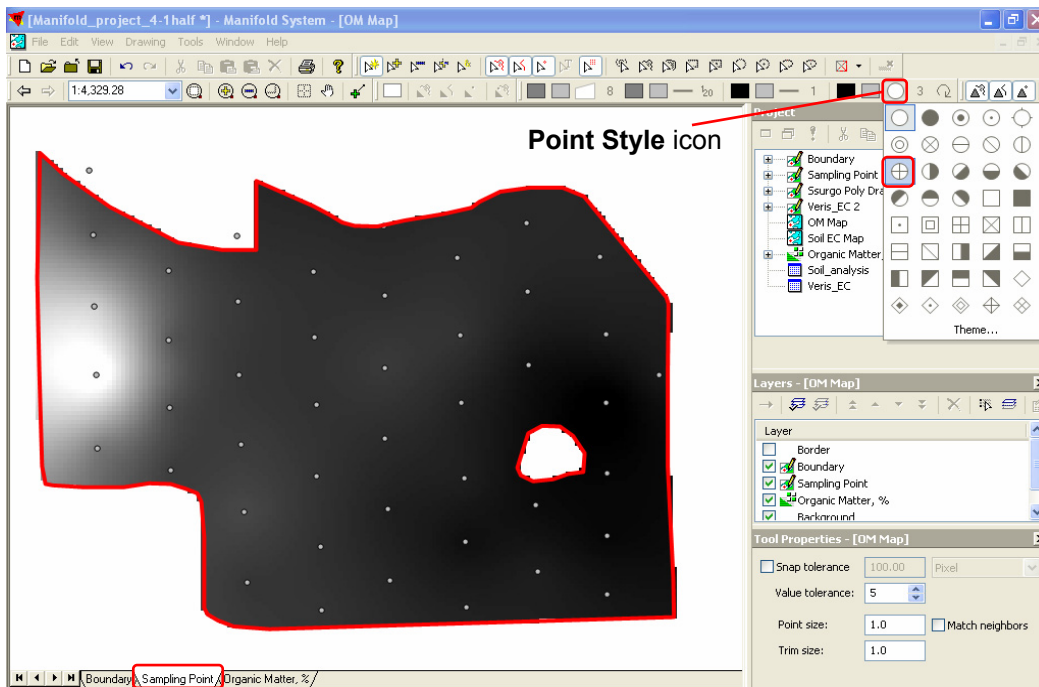 [Manifold_project_4-1half *] - Manifold System - [OM Map]
File Edit View Drawing Tools Window Help
1:4,329.28
8
1/20
1
3
Point Style icon
Project
Boundary
Sampling Point
Ssurgo Poly Dra
Veris_EC 2
OM Map
Soil EC Map
Organic Matter,
Soil_analysis
Veris_EC
Theme...
Layers - [OM Map]
Layer
Border
Boundary
Sampling Point
Organic Matter, %
Background
Tool Properties - [OM Map]
Snap tolerance 100.00 Pixel
Value tolerance: 5
Point size: 1.0 Match neighbors
Trim size: 1.0
Boundary Sampling Point Organic Matter, %